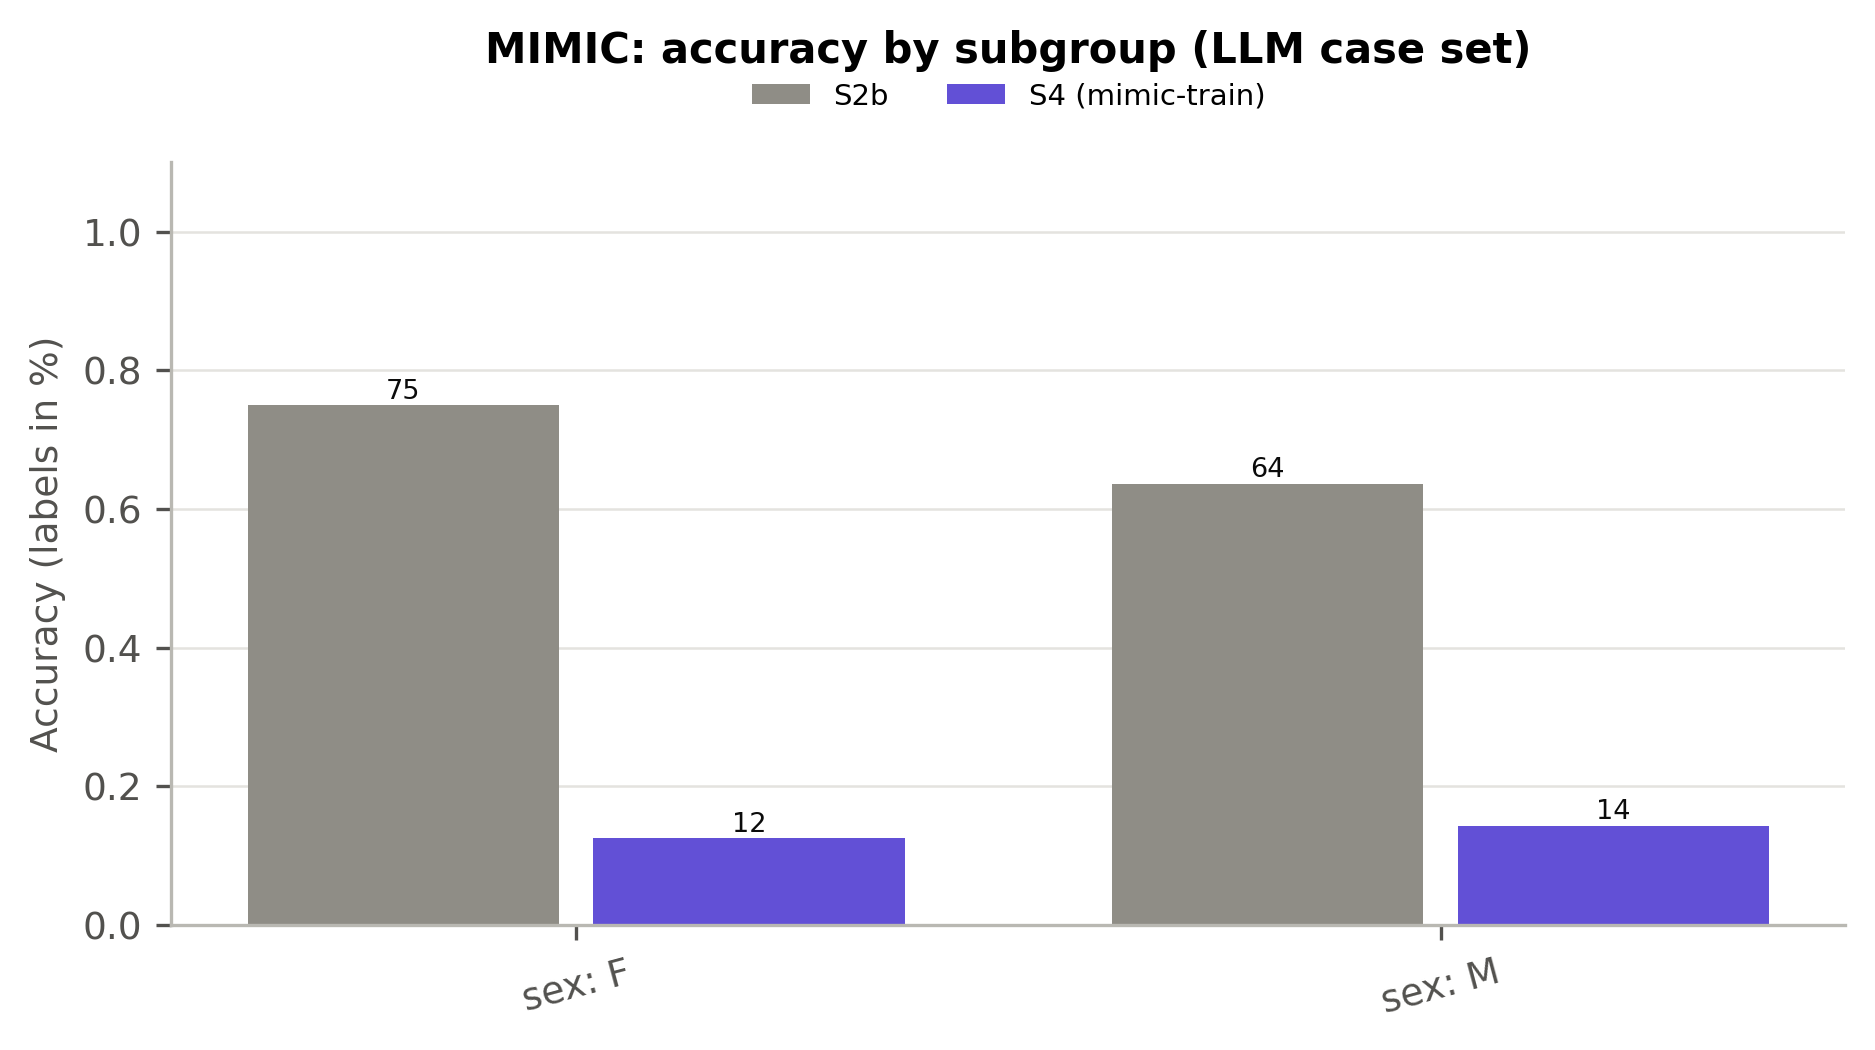 MIMIC: accuracy by subgroup (LLM case set)
S2b
S4 (mimic-train)
Accuracy (labels in %)
1.0
0.8
0.6
0.4
0.2
0.0
75
12
64
14
sex: F
sex: M